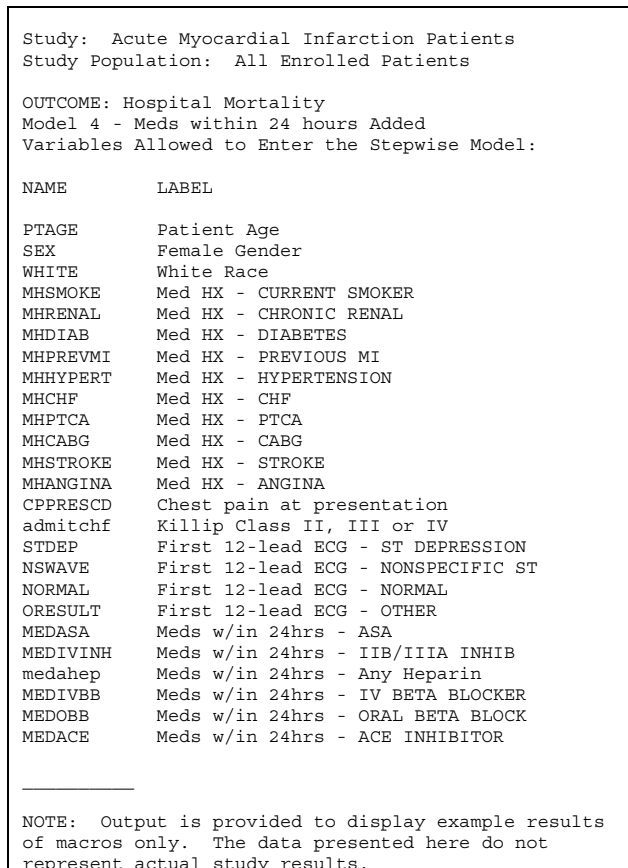 Study:  Acute Myocardial Infarction Patients
Study Population:  All Enrolled Patients
OUTCOME: Hospital Mortality
Model 4 - Meds within 24 hours Added
Variables Allowed to Enter the Stepwise Model:
NAME        LABEL
PTAGE       Patient Age
SEX         Female Gender
WHITE       White Race
MHSMOKE     Med HX - CURRENT SMOKER
MHRENAL     Med HX - CHRONIC RENAL
MHDIAB      Med HX - DIABETES
MHPREVMI    Med HX - PREVIOUS MI
MHHYPERT    Med HX - HYPERTENSION
MHCHF       Med HX - CHF
MHPTCA      Med HX - PTCA
MHCABG      Med HX - CABG
MHSTROKE    Med HX - STROKE
MHANGINA    Med HX - ANGINA
CPPRESCD    Chest pain at presentation
admitchf    Killip Class II, III or IV
STDEP       First 12-lead ECG - ST DEPRESSION
NSWAVE      First 12-lead ECG - NONSPECIFIC ST
NORMAL      First 12-lead ECG - NORMAL
ORESULT     First 12-lead ECG - OTHER
MEDASA      Meds w/in 24hrs - ASA
MEDIVINH    Meds w/in 24hrs - IIB/IIIA INHIB
medahep     Meds w/in 24hrs - Any Heparin
MEDIVBB     Meds w/in 24hrs - IV BETA BLOCKER
MEDOBB      Meds w/in 24hrs - ORAL BETA BLOCK
MEDACE      Meds w/in 24hrs - ACE INHIBITOR
__________
NOTE:  Output is provided to display example results
of macros only.  The data presented here do not
represent actual study results.